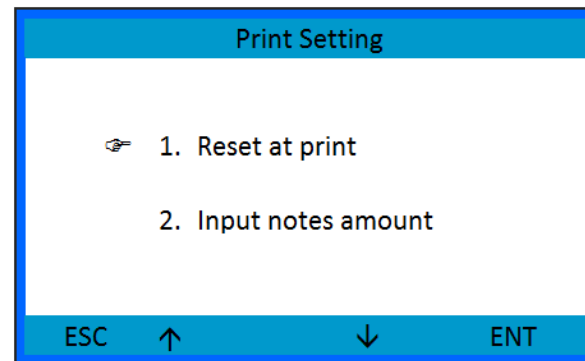 Print Setting
☞ 1. Reset at print
2. Input notes amount
ESC ↑ ↓ ENT